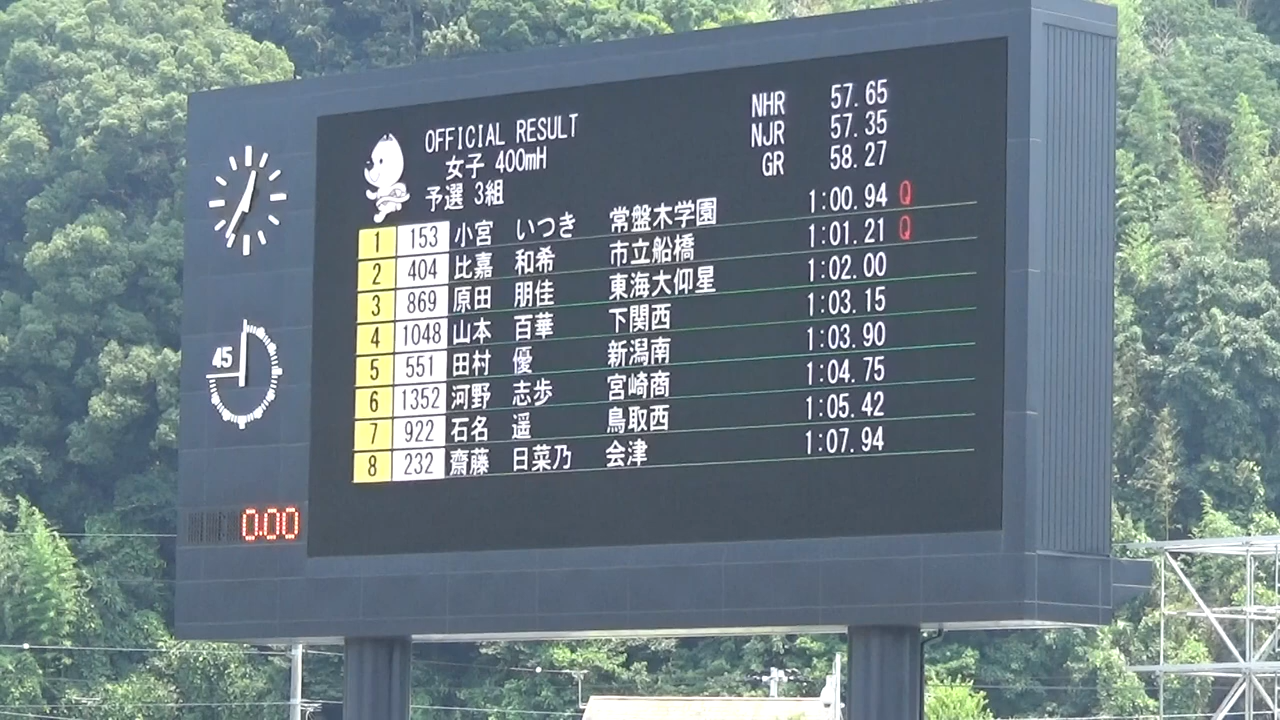 OFFICIAL RESULT
女子 400mH
予選 3組
NHR 57.65
NJR 57.35
GR 58.27
1 153 小宮 いつき 常盤木学園 1:00.94 Q
2 404 比嘉 和希 市立船橋 1:01.21 Q
3 869 原田 朋佳 東海大仰星 1:02.00
4 1048 山本 百華 下関西 1:03.15
5 551 田村 優 新潟南 1:03.90
6 1352 河野 志歩 宮崎商 1:04.75
7 922 石名 遥 鳥取西 1:05.42
8 232 齋藤 日菜乃 会津 1:07.94
45
0.00